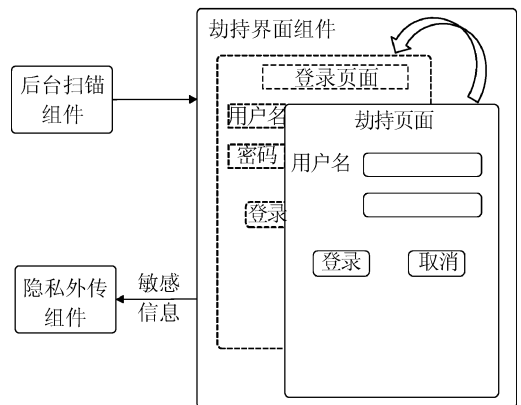 劫持界面组件
登录页面
后台扫锚
组件
用户名
劫持页面
密码
用户名
登录
登录
取消
隐私外传
组件
敏感
信息